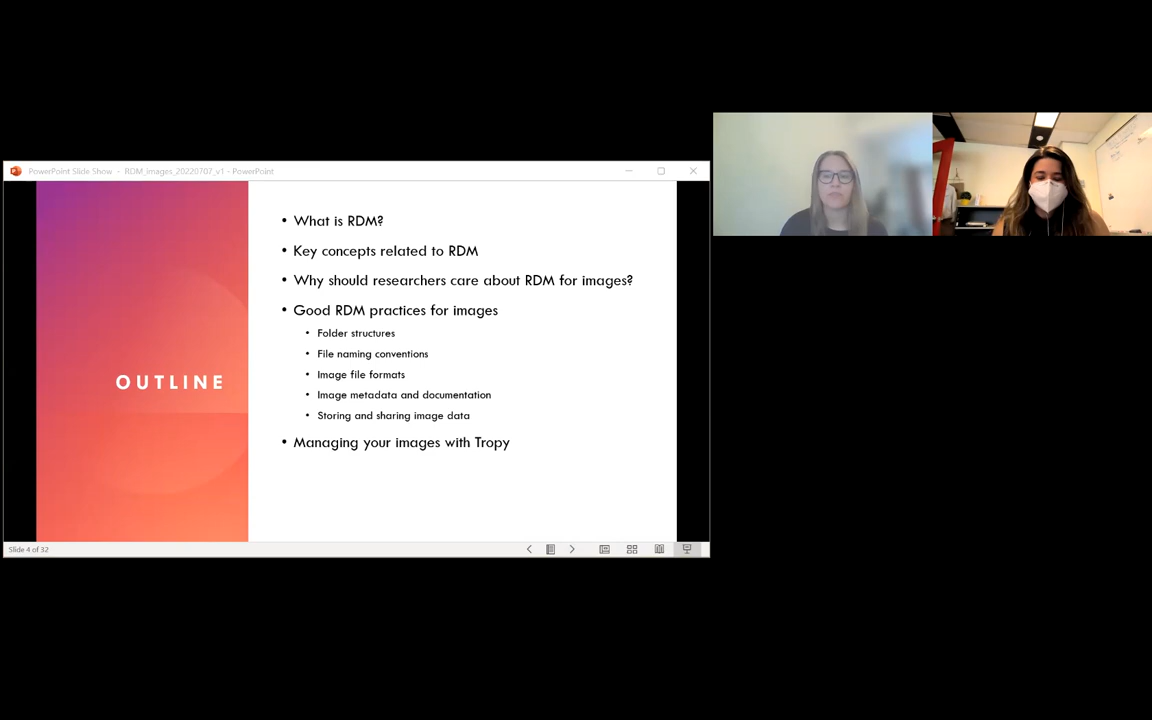 PowerPoint Slide Show - RDM_images_20220707_v1 - PowerPoint
OUTLINE
• What is RDM?
• Key concepts related to RDM
• Why should researchers care about RDM for images?
• Good RDM practices for images
• Folder structures
• File naming conventions
• Image file formats
• Image metadata and documentation
• Storing and sharing image data
• Managing your images with Tropy
Slide 4 of 32